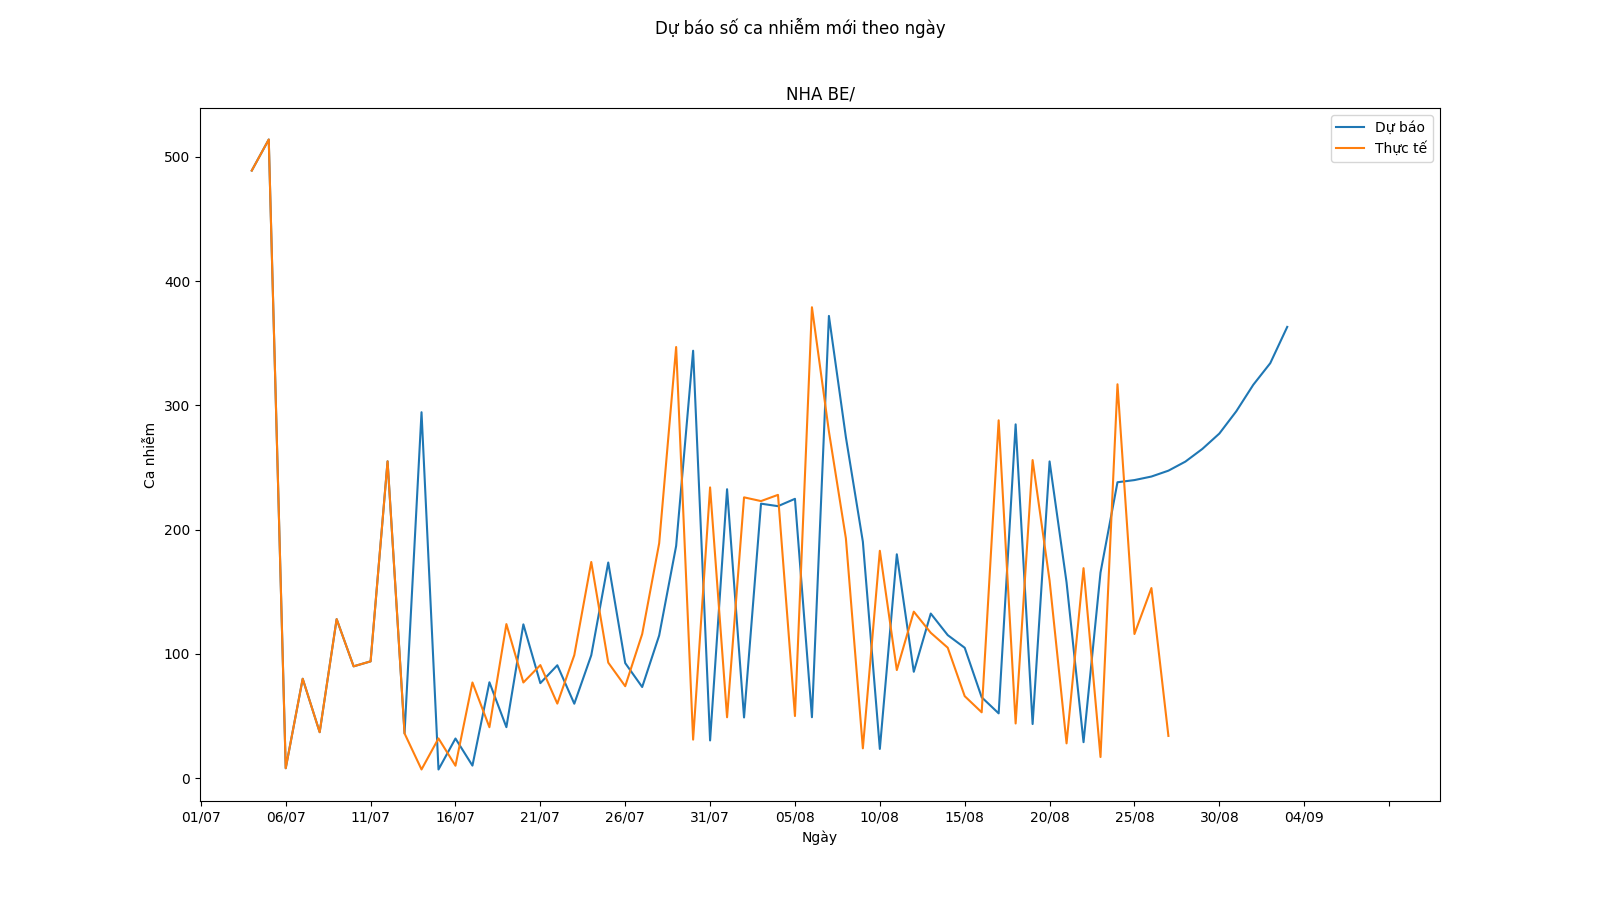 Dự báo số ca nhiễm mới theo ngày
NHA BE/
Dự báo
Thực tế
500
400
300
200
100
0
Ca nhiễm
01/07 06/07 11/07 16/07 21/07 26/07 31/07 05/08 10/08 15/08 20/08 25/08 30/08 04/09
Ngày